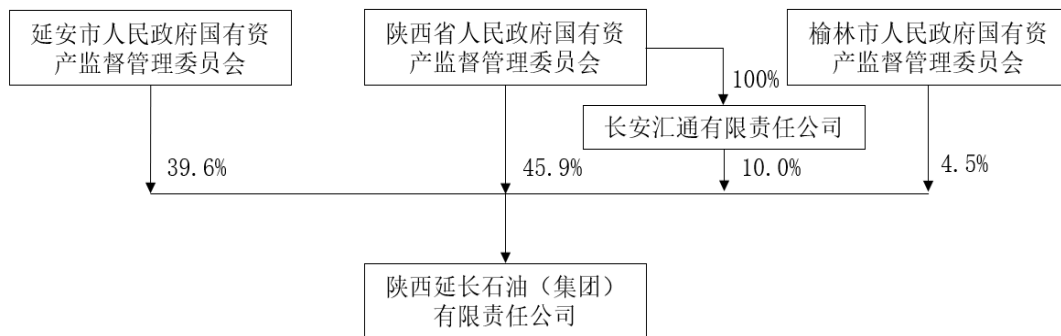 延安市人民政府国有资
产监督管理委员会
陕西省人民政府国有资
产监督管理委员会
榆林市人民政府国有资
产监督管理委员会
100%
长安汇通有限责任公司
39.6%
45.9%
10.0%
4.5%
陕西延长石油（集团）
有限责任公司